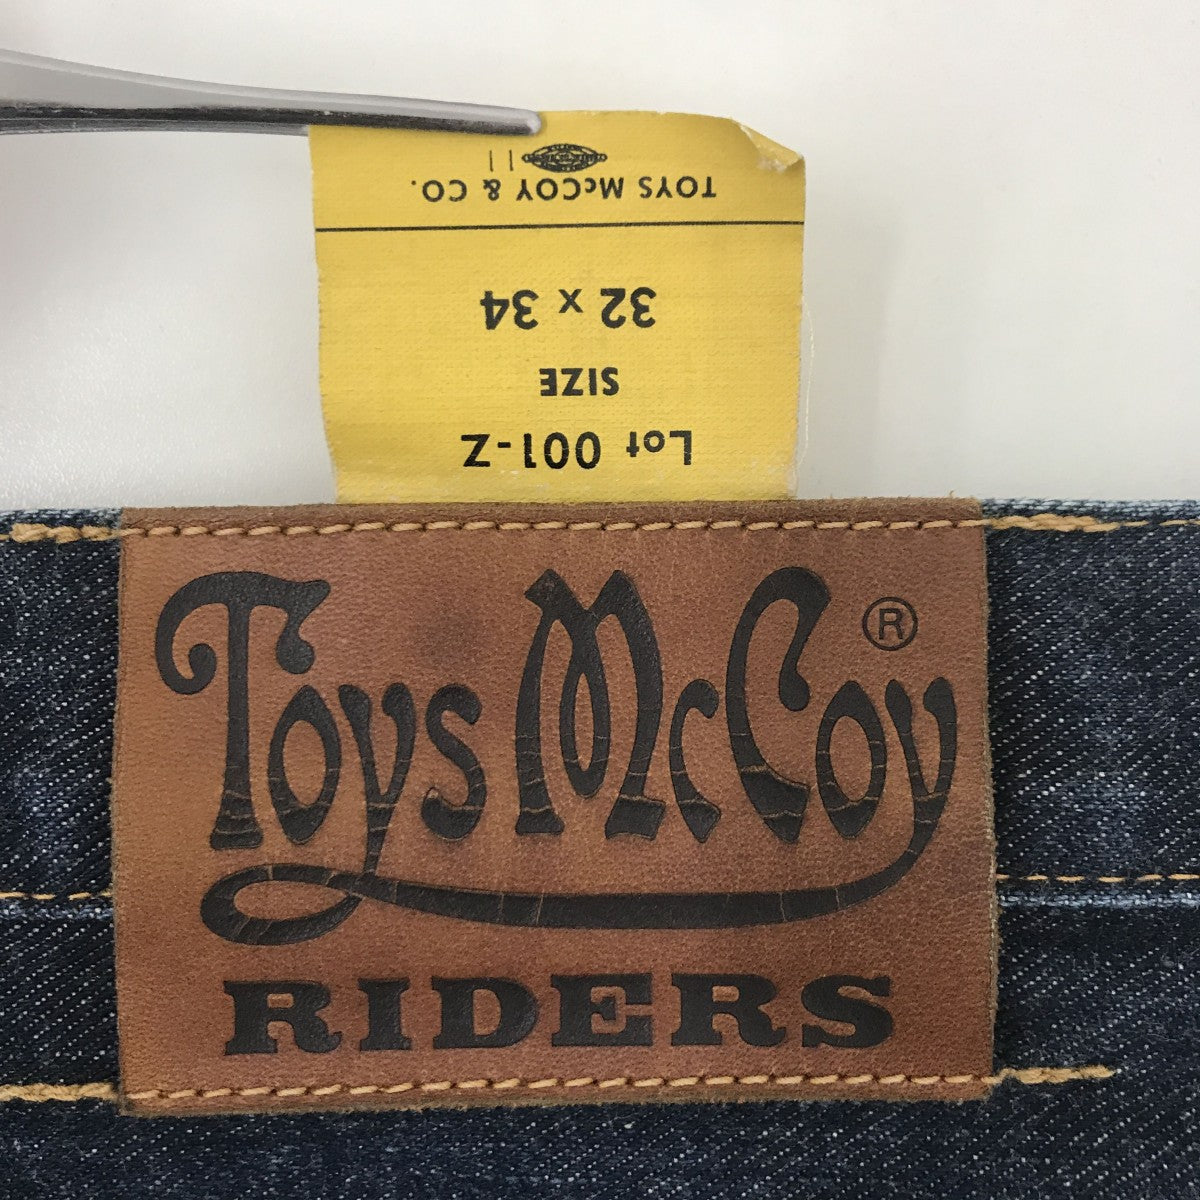 Lot 001-Z
SIZE
32 x 34
TOYS McCOY & CO.
Toys McCoy ®
RIDERS